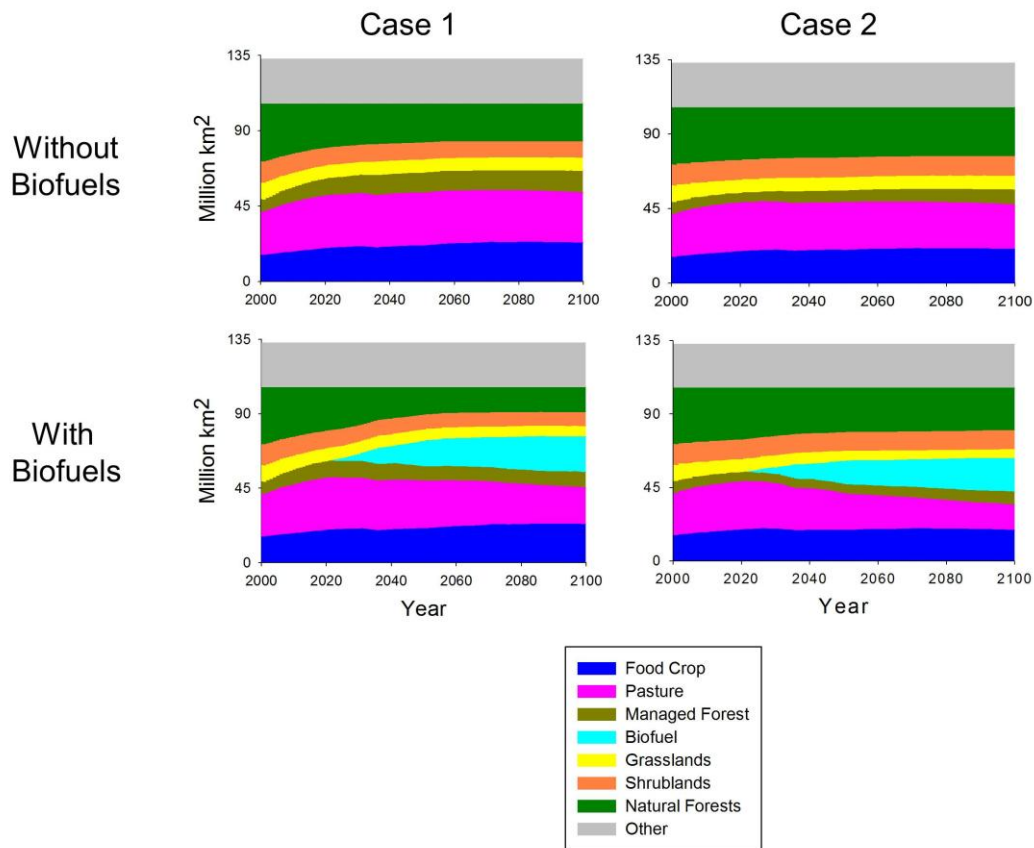 Case 1
Case 2
Without
Biofuels
Million km2
135
90
45
0
2000 2020 2040 2060 2080 2100
135
90
45
0
2000 2020 2040 2060 2080 2100
With
Biofuels
Million km2
135
90
45
0
2000 2020 2040 2060 2080 2100
Year
135
90
45
0
2000 2020 2040 2060 2080 2100
Year
Food Crop
Pasture
Managed Forest
Biofuel
Grasslands
Shrublands
Natural Forests
Other